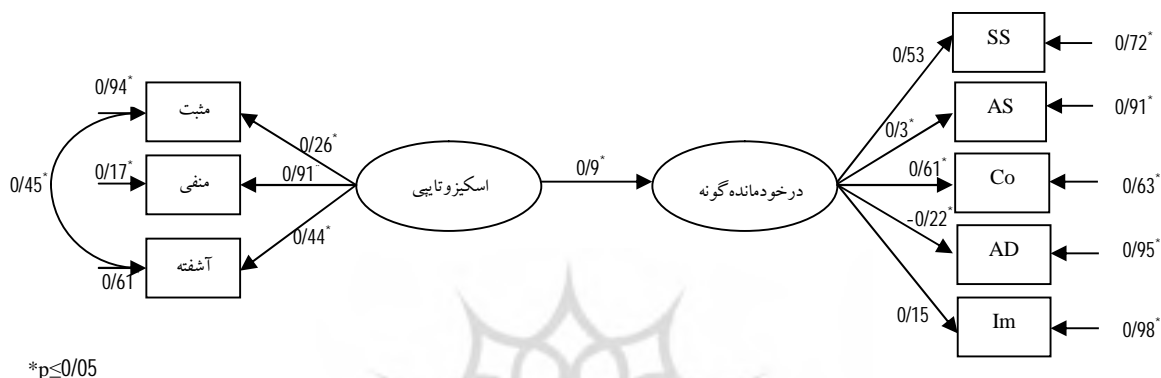 SS
0/72*
0/53
0/94*
مثبت
AS
0/91*
0/3*
0/26*
0/45*
0/17*
منفی
0/91*
اسکیزوتایپی
0/9*
درخودمانده‌گونه
0/61*
Co
0/63*
-0/22*
0/44*
آشفته
0/61
AD
0/95*
0/15
Im
0/98*
*p≤0/05